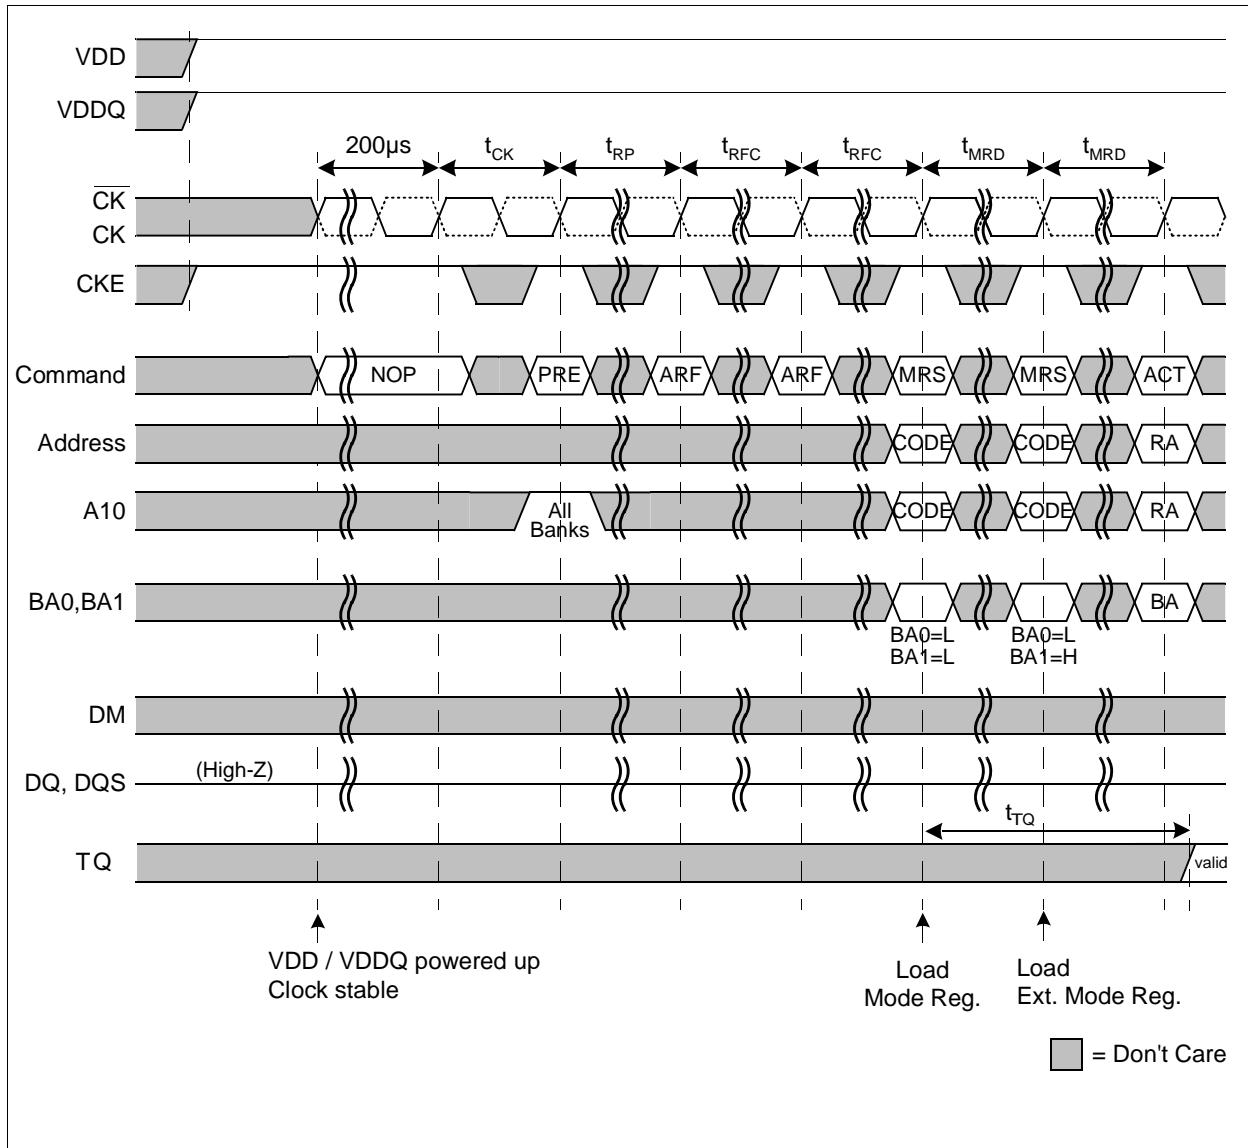 VDD
VDDQ
200µs tCK tRP tRFC tRFC tMRD tMRD
CK
CK
CKE
Command NOP PRE ARF ARF MRS MRS ACT
Address CODE CODE RA
A10 All Banks CODE CODE RA
BA0,BA1 BA
BA0=L BA0=L
BA1=L BA1=H
DM
(High-Z)
DQ, DQS
tTQ
TQ valid
VDD / VDDQ powered up
Clock stable
Load
Mode Reg.
Load
Ext. Mode Reg.
= Don't Care